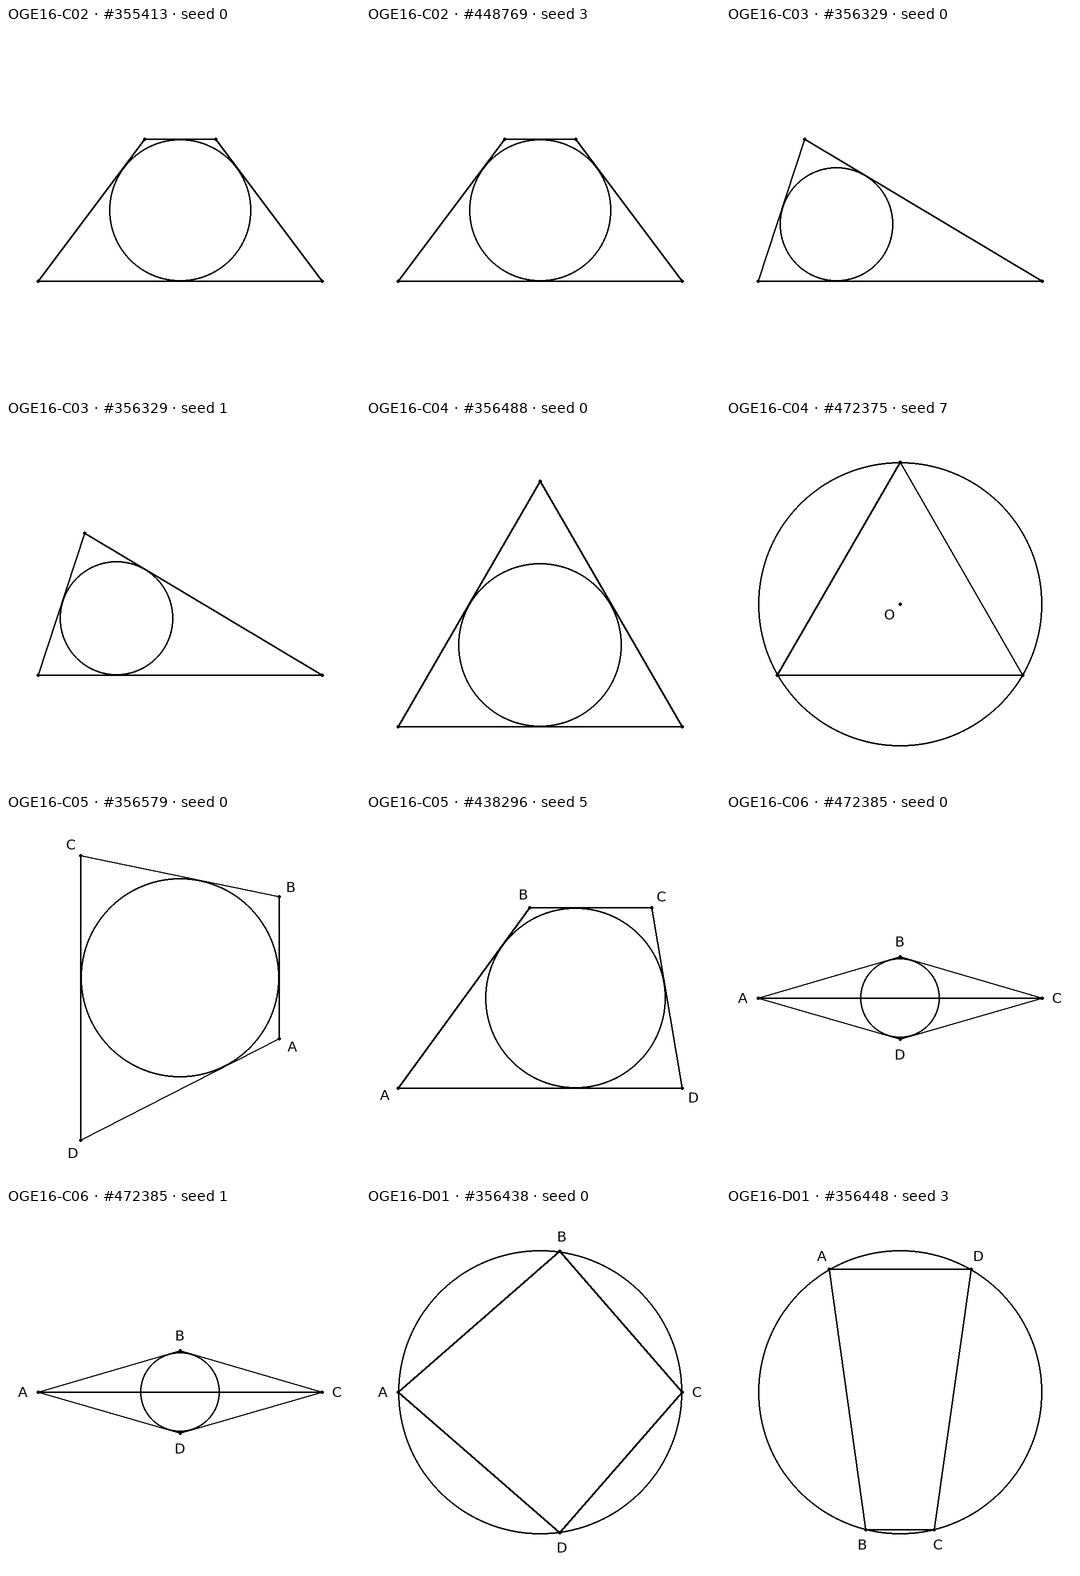 OGE16-C02 · #355413 · seed 0
OGE16-C02 · #448769 · seed 3
OGE16-C03 · #356329 · seed 0
OGE16-C03 · #356329 · seed 1
OGE16-C04 · #356488 · seed 0
OGE16-C04 · #472375 · seed 7
O
OGE16-C05 · #356579 · seed 0
C
B
A
D
OGE16-C05 · #438296 · seed 5
B
C
A
D
OGE16-C06 · #472385 · seed 0
B
A
C
D
OGE16-C06 · #472385 · seed 1
B
A
C
D
OGE16-D01 · #356438 · seed 0
B
A
C
D
OGE16-D01 · #356448 · seed 3
A
D
B
C